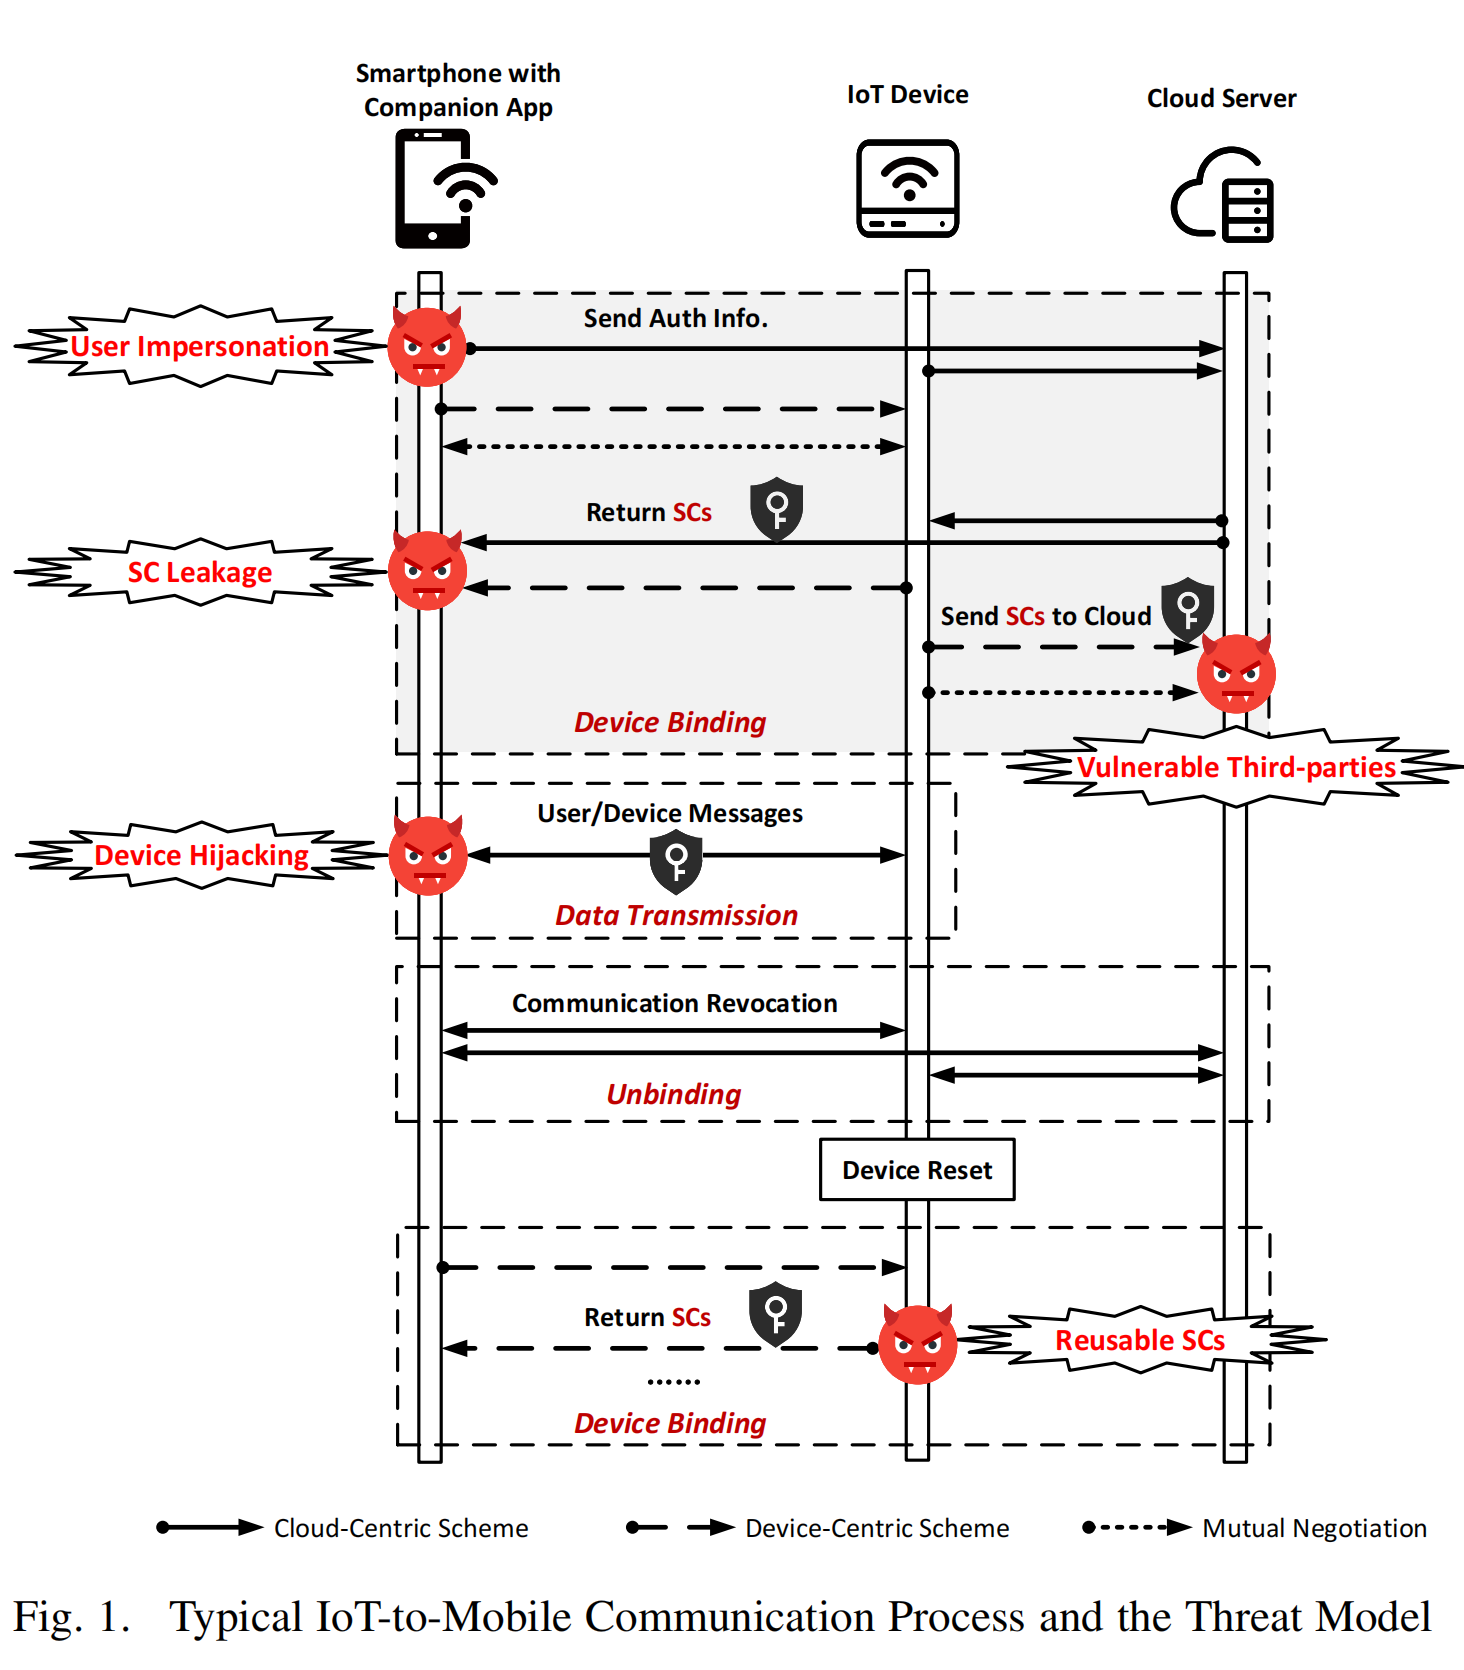 Smartphone with
Companion App
IoT Device
Cloud Server
Send Auth Info.
User Impersonation
Return SCs
SC Leakage
Send SCs to Cloud
Device Binding
Vulnerable Third-parties
User/Device Messages
Device Hijacking
Data Transmission
Communication Revocation
Unbinding
Device Reset
Return SCs
Reusable SCs
......
Device Binding
Cloud-Centric Scheme
Device-Centric Scheme
Mutual Negotiation
Fig. 1. Typical IoT-to-Mobile Communication Process and the Threat Model